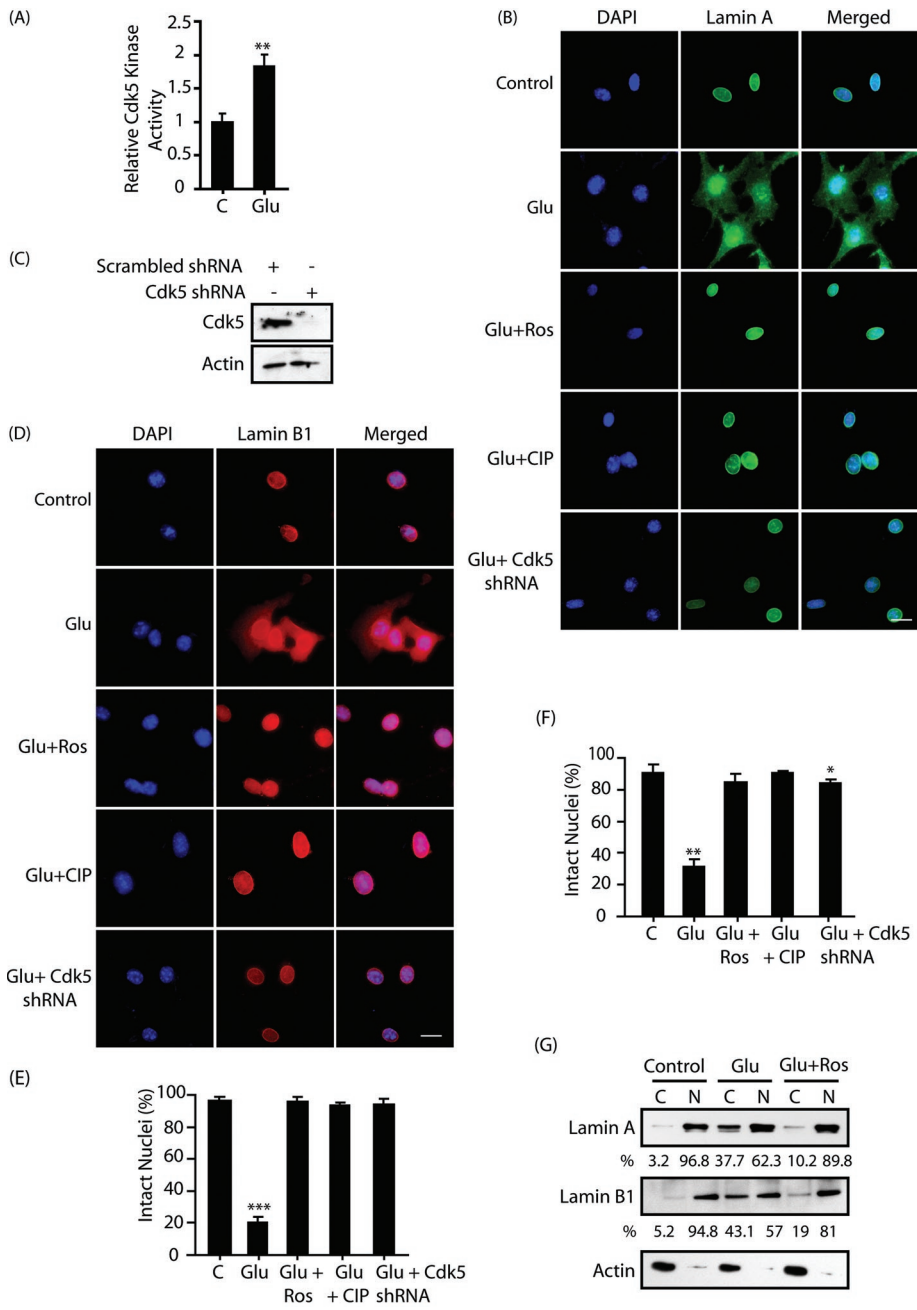 (A)
Relative Cdk5 Kinase
Activity
2.5
2
1.5
1
0.5
0
**
C Glu
(B)
DAPI Lamin A Merged
Control
Glu
Glu+Ros
Glu+CIP
Glu+ Cdk5
shRNA
(C)
Scrambled shRNA + -
Cdk5 shRNA - +
Cdk5
Actin
(D)
DAPI Lamin B1 Merged
Control
Glu
Glu+Ros
Glu+CIP
Glu+ Cdk5
shRNA
(E)
Intact Nuclei (%)
100
80
60
40
20
0
***
C Glu Glu + Glu Glu + Cdk5
Ros + CIP shRNA
(F)
Intact Nuclei (%)
100
80
60
40
20
0
**
*
C Glu Glu + Glu Glu + Cdk5
Ros + CIP shRNA
(G)
Control Glu Glu+Ros
C N C N C N
Lamin A
% 3.2 96.8 37.7 62.3 10.2 89.8
Lamin B1
% 5.2 94.8 43.1 57 19 81
Actin